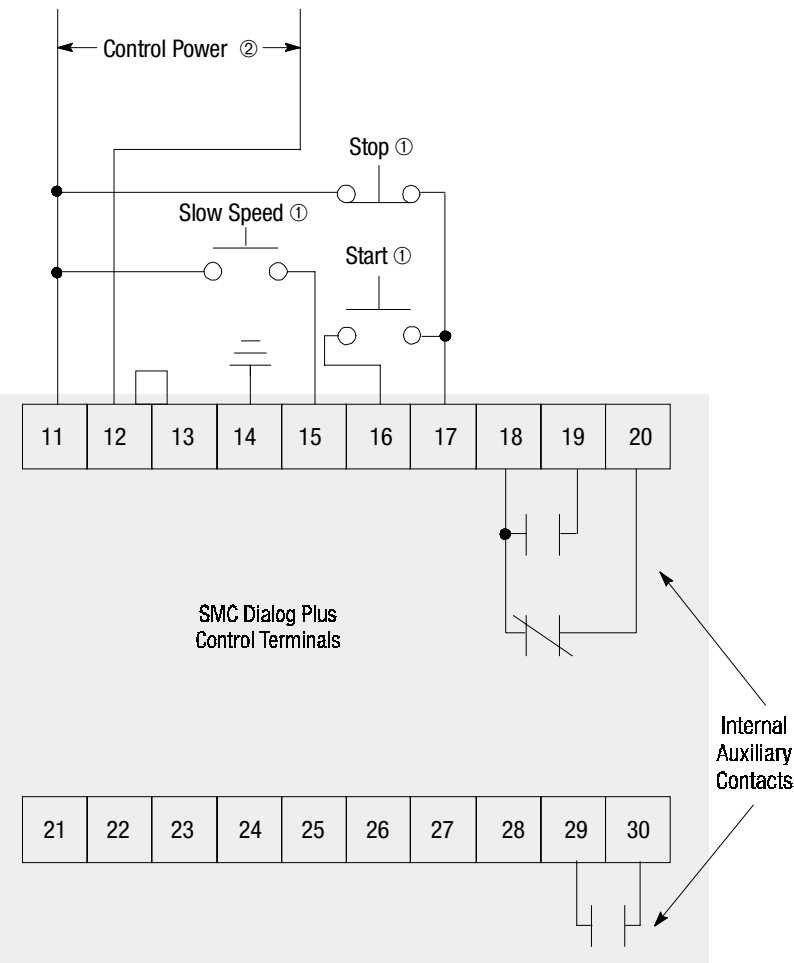 Control Power ②
Stop ①
Slow Speed ①
Start ①
11 12 13 14 15 16 17 18 19 20
SMC Dialog Plus
Control Terminals
Internal
Auxiliary
Contacts
21 22 23 24 25 26 27 28 29 30